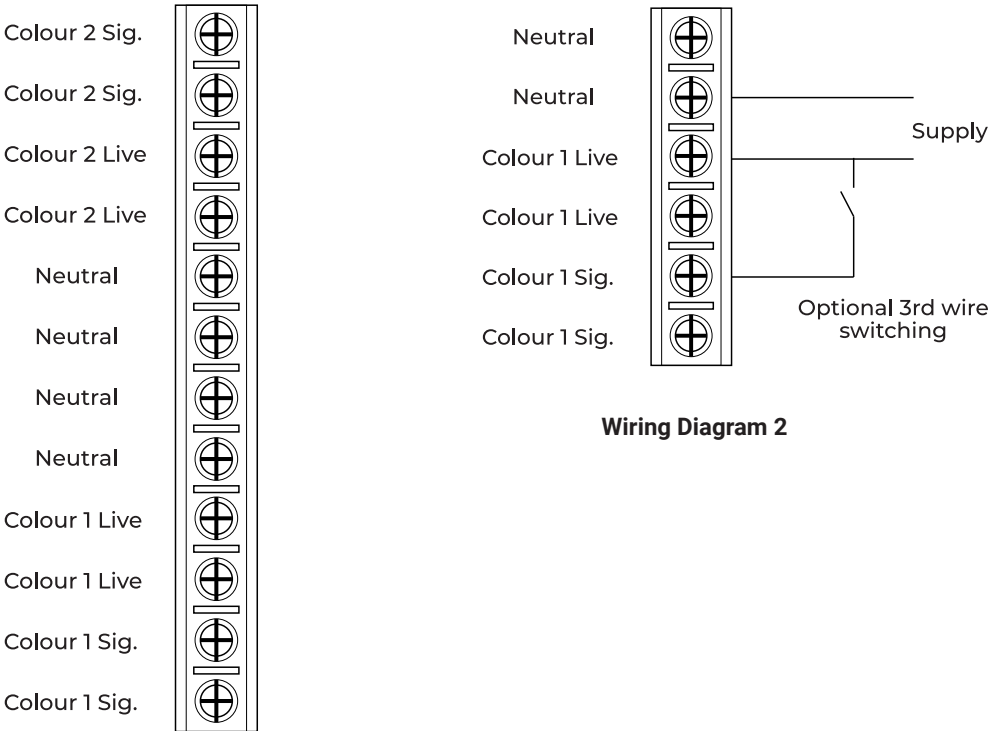 Colour 2 Sig.
Colour 2 Sig.
Colour 2 Live
Colour 2 Live
Neutral
Neutral
Neutral
Neutral
Colour 1 Live
Colour 1 Live
Colour 1 Sig.
Colour 1 Sig.
Neutral
Neutral
Colour 1 Live
Colour 1 Live
Colour 1 Sig.
Colour 1 Sig.
Supply
Optional 3rd wire
switching
Wiring Diagram 2